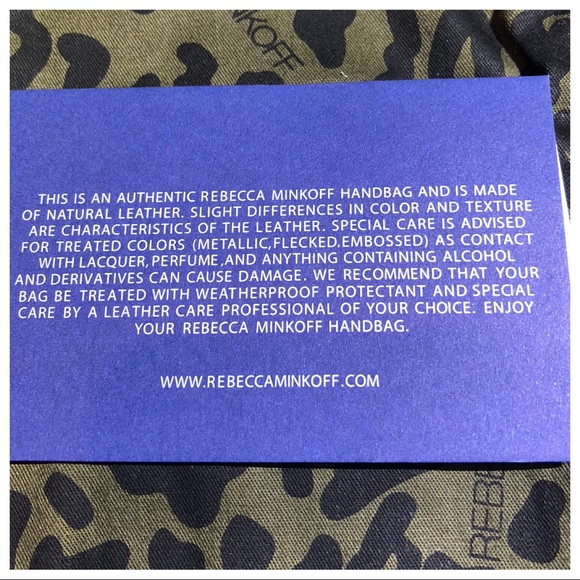 MINKOFF
THIS IS AN AUTHENTIC REBECCA MINKOFF HANDBAG AND IS MADE
OF NATURAL LEATHER. SLIGHT DIFFERENCES IN COLOR AND TEXTURE
ARE CHARACTERISTICS OF THE LEATHER. SPECIAL CARE IS ADVISED
FOR TREATED COLORS (METALLIC,FLECKED,EMBOSSED) AS CONTACT
WITH LACQUER,PERFUME,AND ANYTHING CONTAINING ALCOHOL
AND DERIVATIVES CAN CAUSE DAMAGE. WE RECOMMEND THAT YOUR
BAG BE TREATED WITH WEATHERPROOF PROTECTANT AND SPECIAL
CARE BY A LEATHER CARE PROFESSIONAL OF YOUR CHOICE. ENJOY
YOUR REBECCA MINKOFF HANDBAG.
WWW.REBECCAMINKOFF.COM
REBE